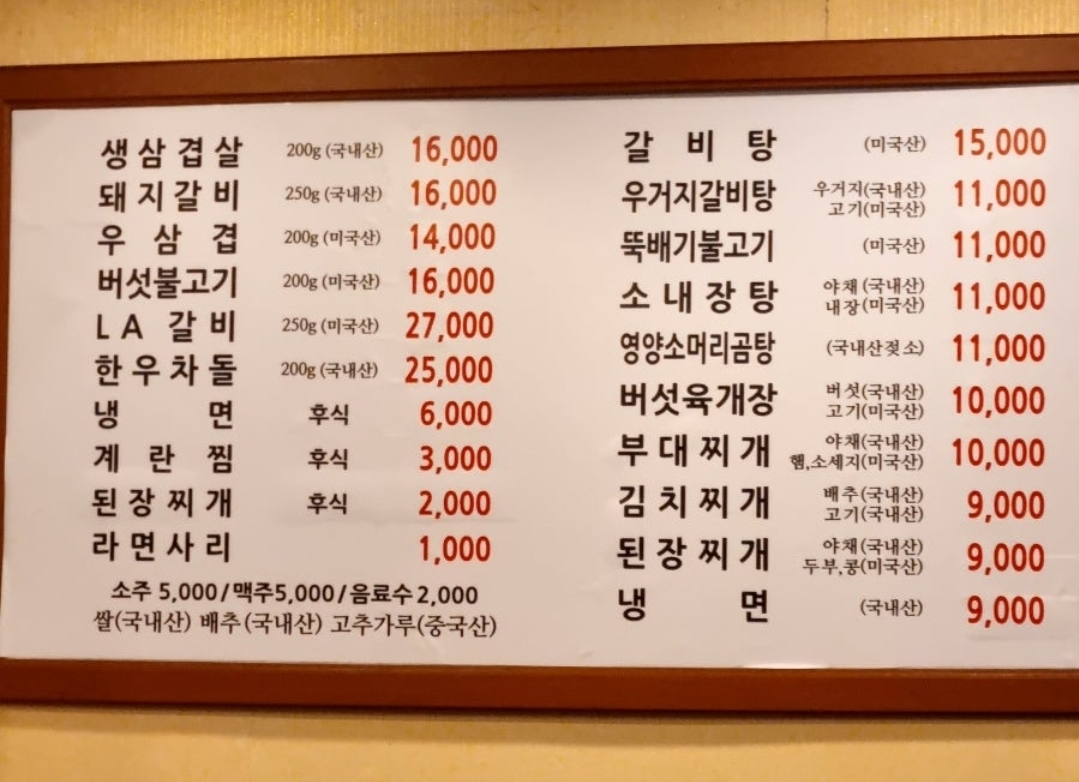 생삼겹살 200g (국내산) 16,000
돼지갈비 250g (국내산) 16,000
우삼겹 200g (미국산) 14,000
버섯불고기 200g (미국산) 16,000
LA갈비 250g (미국산) 27,000
한우차돌 200g (국내산) 25,000
냉면 후식 6,000
계란찜 후식 3,000
된장찌개 후식 2,000
라면사리 1,000
소주 5,000/맥주5,000/음료수2,000
쌀(국내산) 배추(국내산) 고추가루(중국산)
갈비탕 (미국산) 15,000
우거지갈비탕 우거지(국내산) 고기(미국산) 11,000
뚝배기불고기 (미국산) 11,000
소내장탕 야채(국내산) 내장(미국산) 11,000
영양소머리곰탕 (국내산젖소) 11,000
버섯육개장 버섯(국내산) 고기(미국산) 10,000
부대찌개 야채(국내산) 햄,소세지(미국산) 10,000
김치찌개 배추(국내산) 고기(국내산) 9,000
된장찌개 야채(국내산) 두부,콩(미국산) 9,000
냉면 (국내산) 9,000